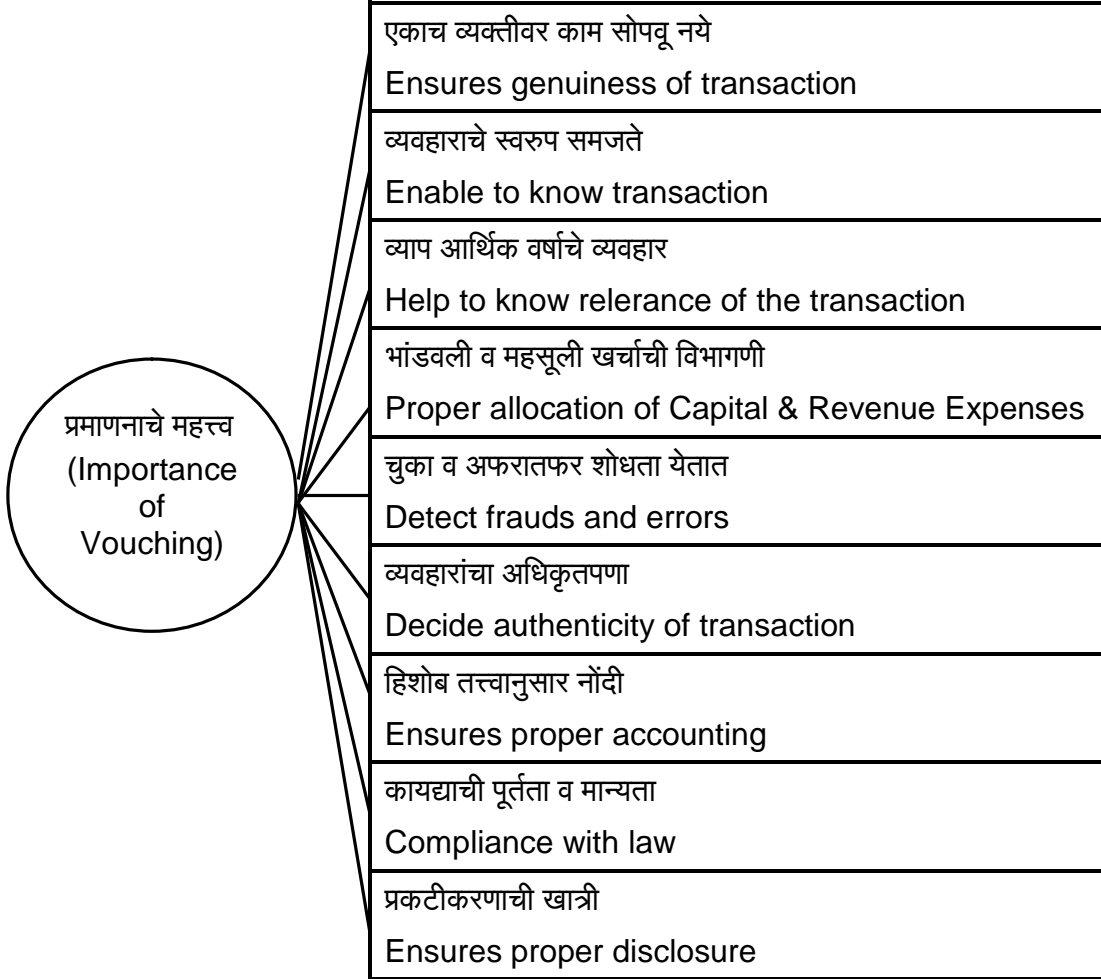 एकाच व्यक्तीवर काम सोपवू नये
Ensures genuiness of transaction
व्यवहाराचे स्वरुप समजते
Enable to know transaction
व्याप आर्थिक वर्षाचे व्यवहार
Help to know relerance of the transaction
भांडवली व महसूली खर्चाची विभागणी
Proper allocation of Capital & Revenue Expenses
चुका व अफरातफर शोधता येतात
Detect frauds and errors
व्यवहारांचा अधिकृतपणा
Decide authenticity of transaction
हिशोब तत्त्वानुसार नोंदी
Ensures proper accounting
कायद्याची पूर्तता व मान्यता
Compliance with law
प्रकटीकरणाची खात्री
Ensures proper disclosure
प्रमाणनाचे महत्त्व
(Importance
of
Vouching)